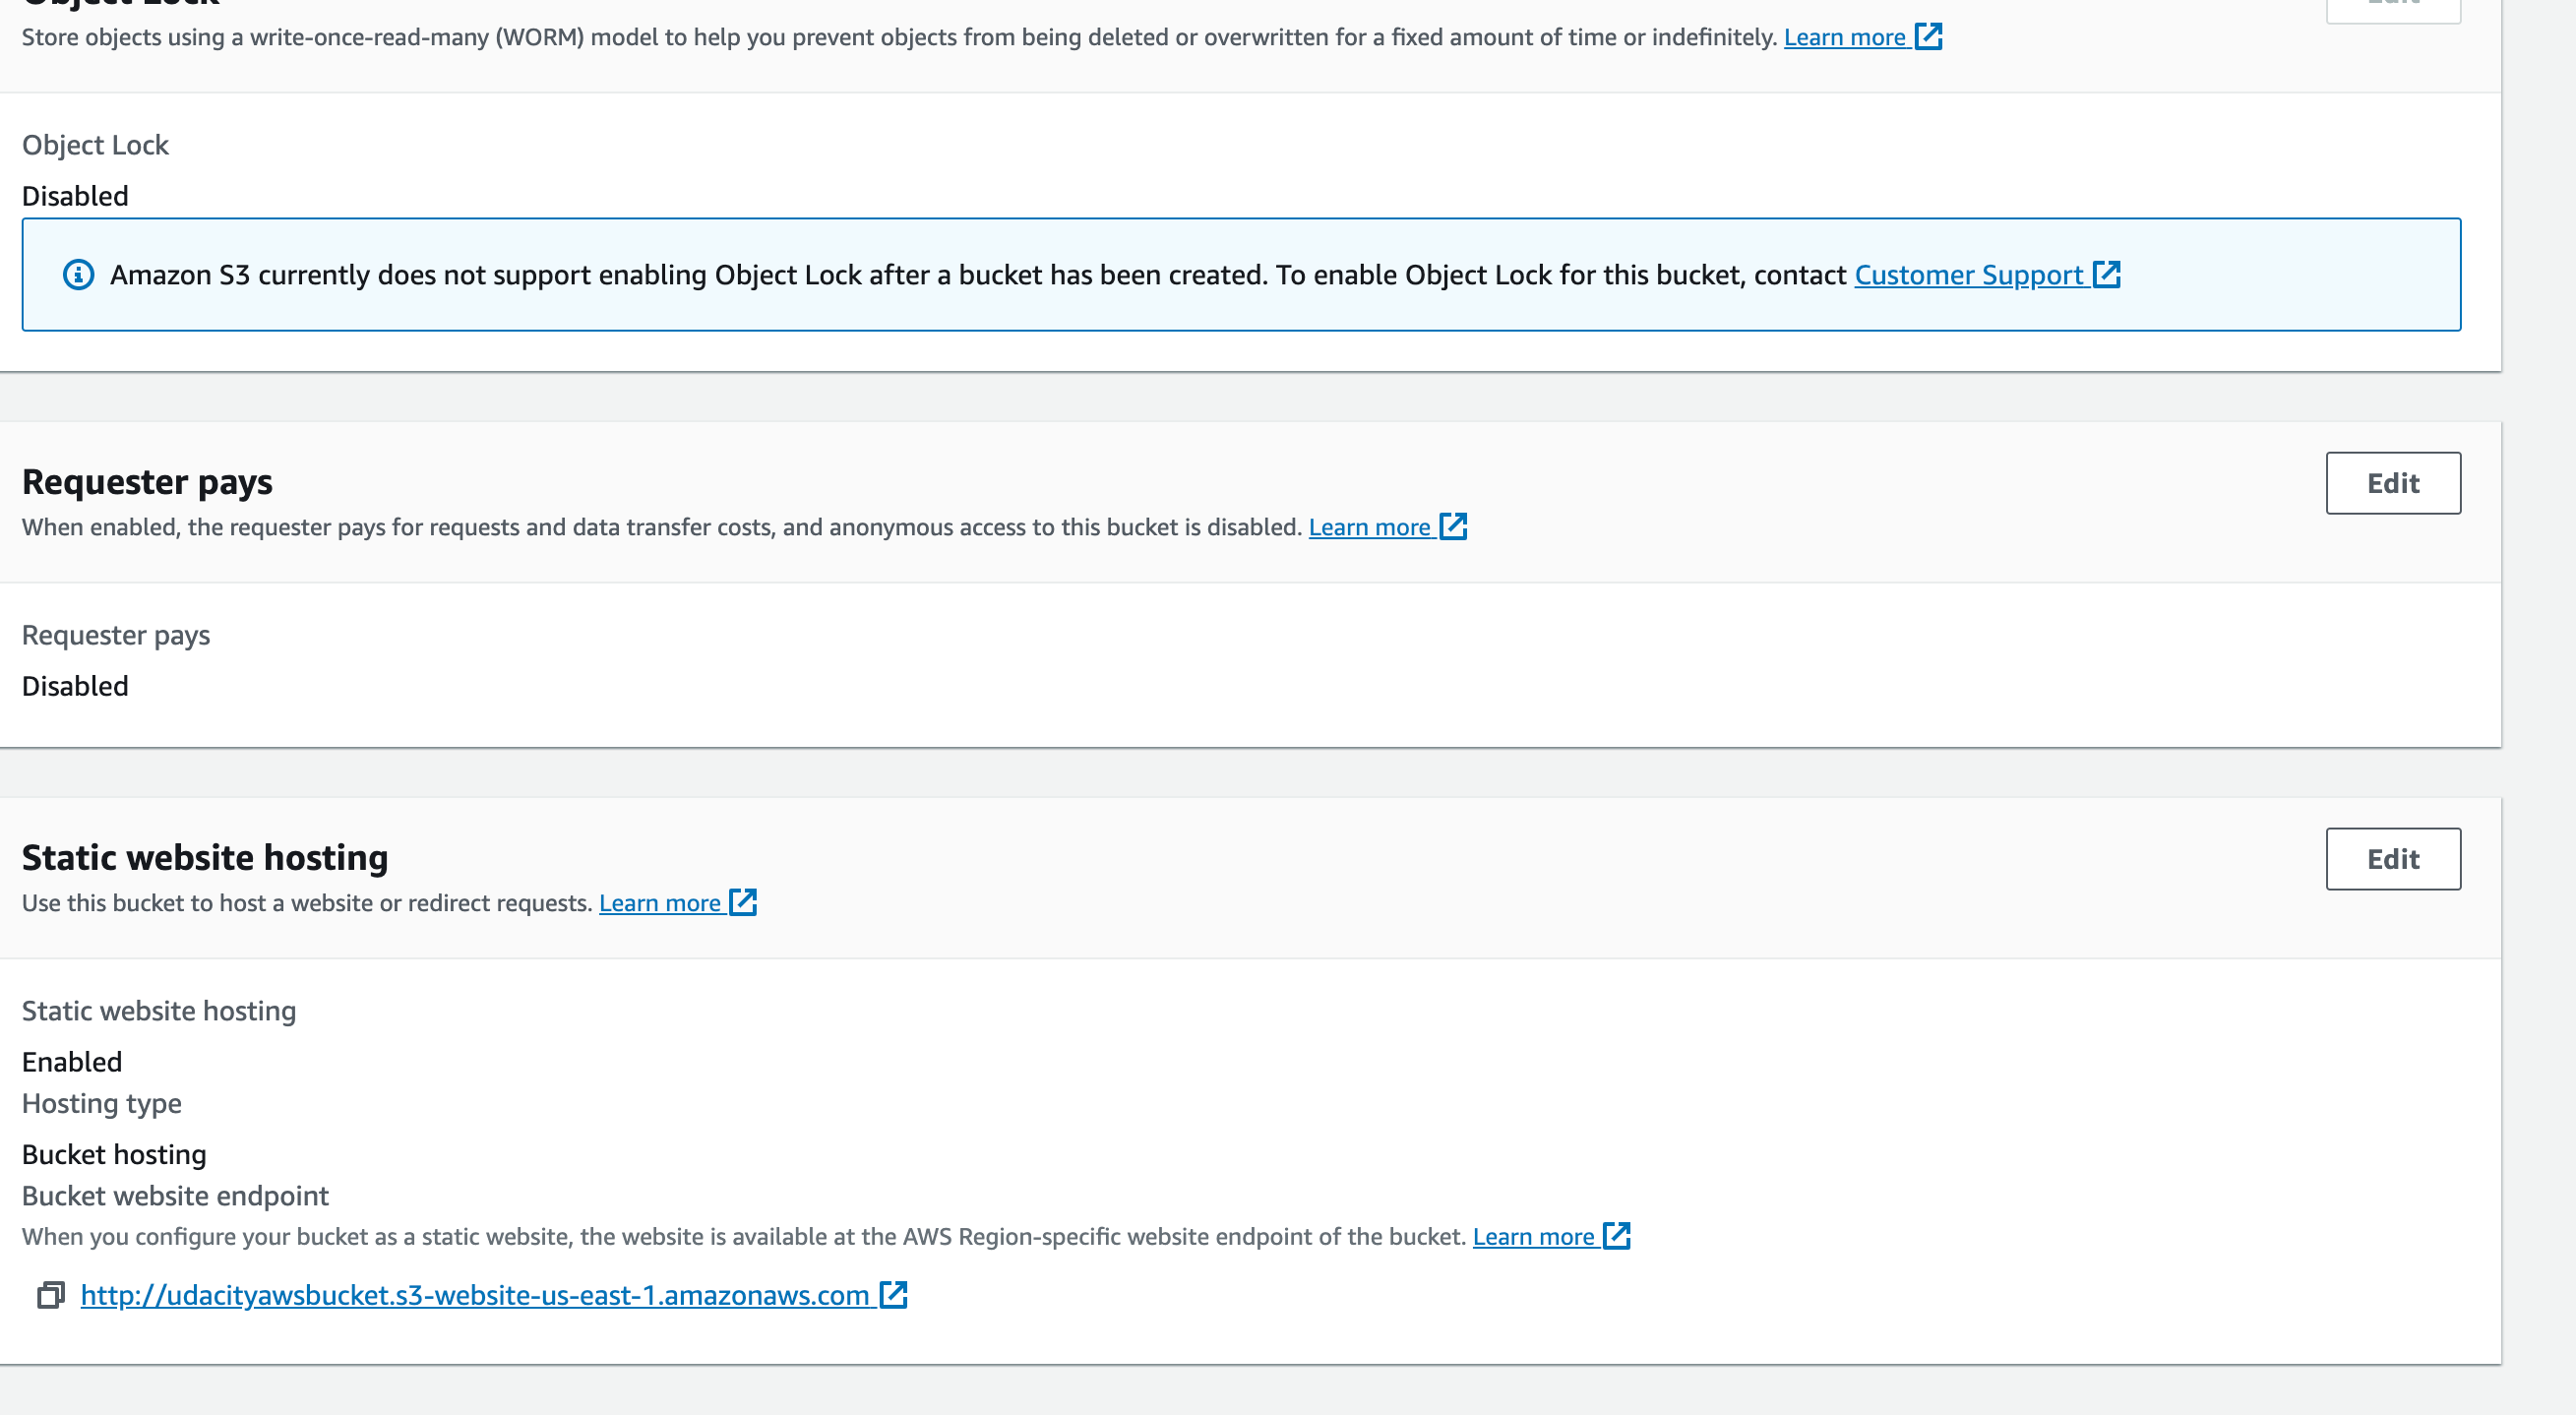 Object Lock
Edit
Store objects using a write-once-read-many (WORM) model to help you prevent objects from being deleted or overwritten for a fixed amount of time or indefinitely. Learn more
Object Lock
Disabled
Amazon S3 currently does not support enabling Object Lock after a bucket has been created. To enable Object Lock for this bucket, contact Customer Support
Requester pays
Edit
When enabled, the requester pays for requests and data transfer costs, and anonymous access to this bucket is disabled. Learn more
Requester pays
Disabled
Static website hosting
Edit
Use this bucket to host a website or redirect requests. Learn more
Static website hosting
Enabled
Hosting type
Bucket hosting
Bucket website endpoint
When you configure your bucket as a static website, the website is available at the AWS Region-specific website endpoint of the bucket. Learn more
http://udacityawsbucket.s3-website-us-east-1.amazonaws.com